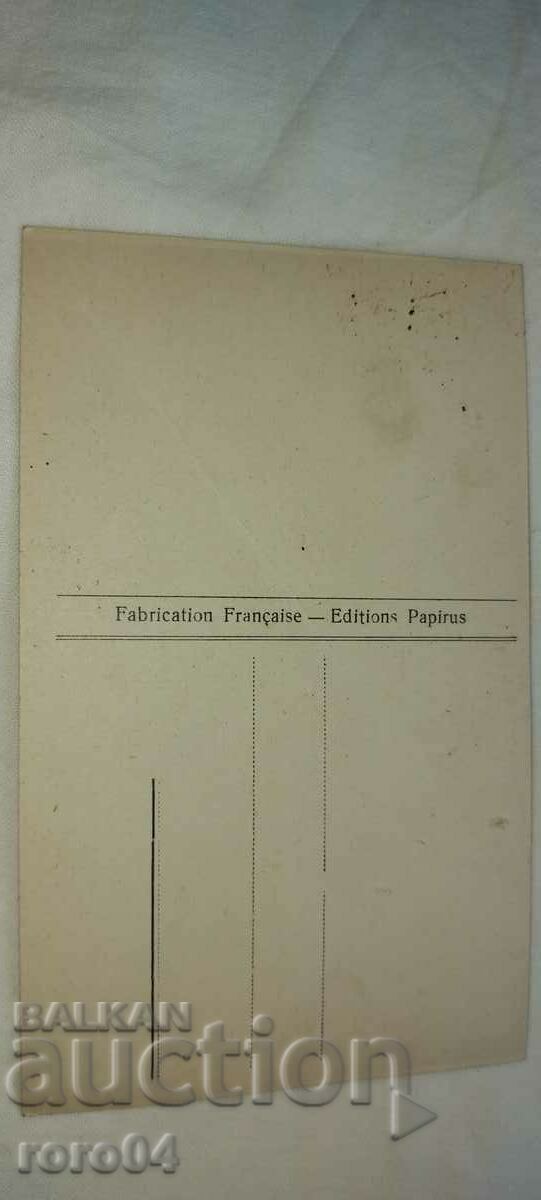 Fabrication Française — Editions Papirus
BALKAN
auction
roro04